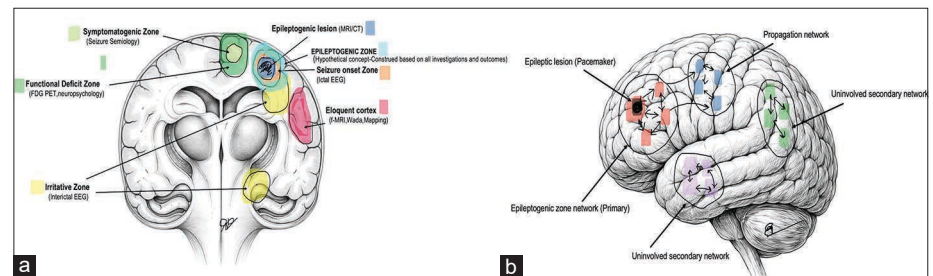 Symptomatogenic Zone
(Seizure Semiology)
Functional Deficit Zone
(FDG PET,neuropsychology)
Irritative Zone
(Interictal EEG)
Epileptogenic lesion (MRI/CT)
EPILEPTOGENIC ZONE
(Hypothetical concept-Construed based on all investigations and outcomes)
Seizure onset Zone
(Ictal EEG)
Eloquent cortex
(f-MRI,Wada,Mapping)
a
Propagation network
Epileptic lesion (Pacemaker)
Uninvolved secondary network
Epileptogenic zone network (Primary)
Uninvolved secondary network
b